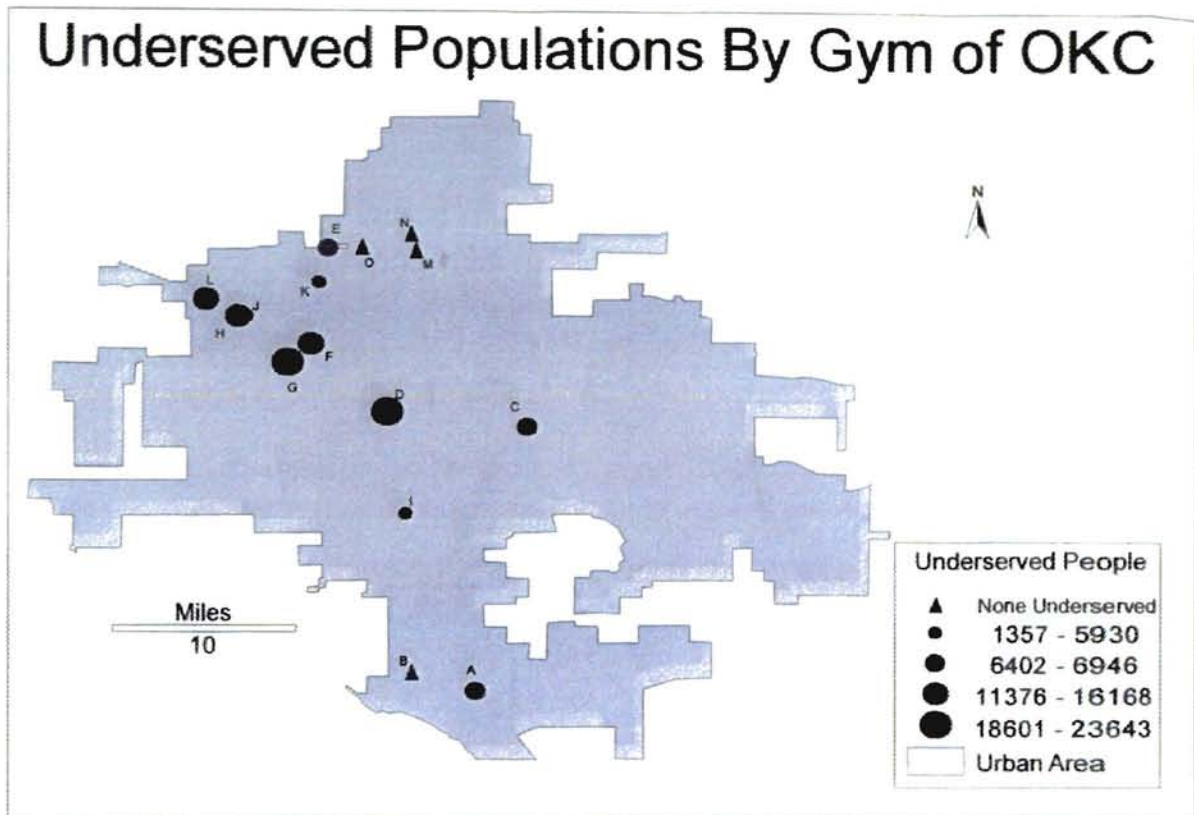 Underserved Populations By Gym of OKC
N
N
E
O
M
L
K
J
H
F
G
D
C
B
A
Miles
10
Underserved People
None Underserved
1357 - 5930
6402 - 6946
11376 - 16168
18601 - 23643
Urban Area